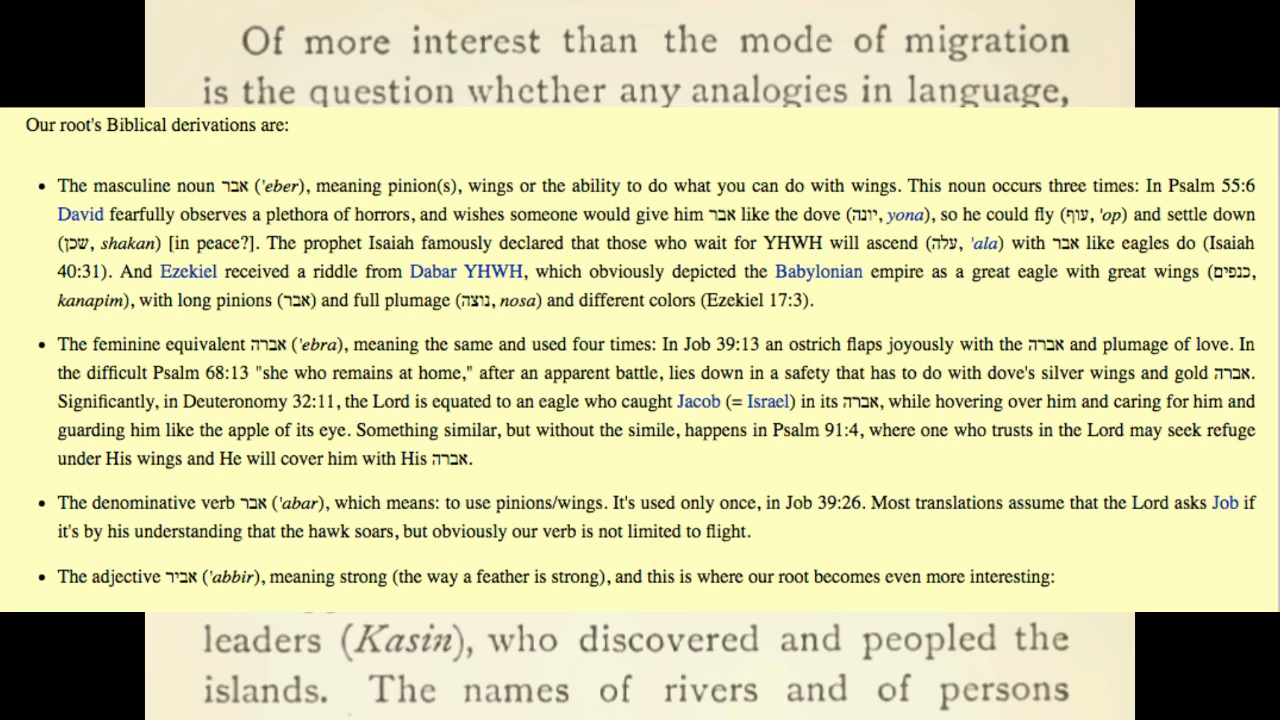 Of more interest than the mode of migration
is the question whether any analogies in language,
Our root's Biblical derivations are:
• The masculine noun אבר ('eber), meaning pinion(s), wings or the ability to do what you can do with wings. This noun occurs three times: In Psalm 55:6
David fearfully observes a plethora of horrors, and wishes someone would give him אבר like the dove (יונה, yona), so he could fly (עוף, 'op) and settle down
(שכן, shakan) [in peace?]. The prophet Isaiah famously declared that those who wait for YHWH will ascend (עלה, 'ala) with אבר like eagles do (Isaiah
40:31). And Ezekiel received a riddle from Dabar YHWH, which obviously depicted the Babylonian empire as a great eagle with great wings (כנפים,
kanapim), with long pinions (אבר) and full plumage (נוצה, nosa) and different colors (Ezekiel 17:3).
• The feminine equivalent אברה ('ebra), meaning the same and used four times: In Job 39:13 an ostrich flaps joyously with the אברה and plumage of love. In
the difficult Psalm 68:13 "she who remains at home," after an apparent battle, lies down in a safety that has to do with dove's silver wings and gold אברה.
Significantly, in Deuteronomy 32:11, the Lord is equated to an eagle who caught Jacob (= Israel) in its אברה, while hovering over him and caring for him and
guarding him like the apple of its eye. Something similar, but without the simile, happens in Psalm 91:4, where one who trusts in the Lord may seek refuge
under His wings and He will cover him with His אברה.
• The denominative verb אבר ('abar), which means: to use pinions/wings. It's used only once, in Job 39:26. Most translations assume that the Lord asks Job if
it's by his understanding that the hawk soars, but obviously our verb is not limited to flight.
• The adjective אביר ('abbir), meaning strong (the way a feather is strong), and this is where our root becomes even more interesting:
leaders (Kasin), who discovered and peopled the
islands. The names of rivers and of persons